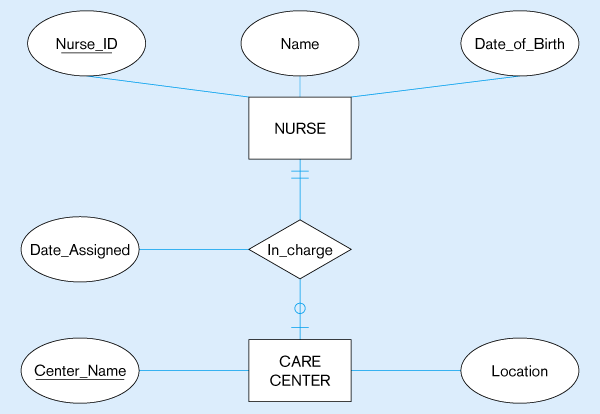 Nurse_ID
Name
Date_of_Birth
NURSE
Date_Assigned
In_charge
Center_Name
CARE
CENTER
Location